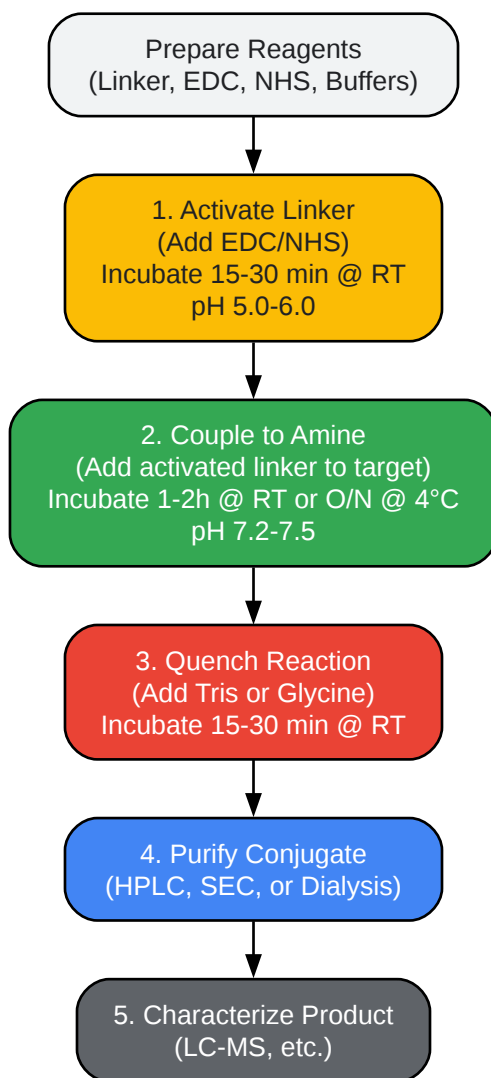 Prepare Reagents
(Linker, EDC, NHS, Buffers)
1. Activate Linker
(Add EDC/NHS)
Incubate 15-30 min @ RT
pH 5.0-6.0
2. Couple to Amine
(Add activated linker to target)
Incubate 1-2h @ RT or O/N @ 4°C
pH 7.2-7.5
3. Quench Reaction
(Add Tris or Glycine)
Incubate 15-30 min @ RT
4. Purify Conjugate
(HPLC, SEC, or Dialysis)
5. Characterize Product
(LC-MS, etc.)